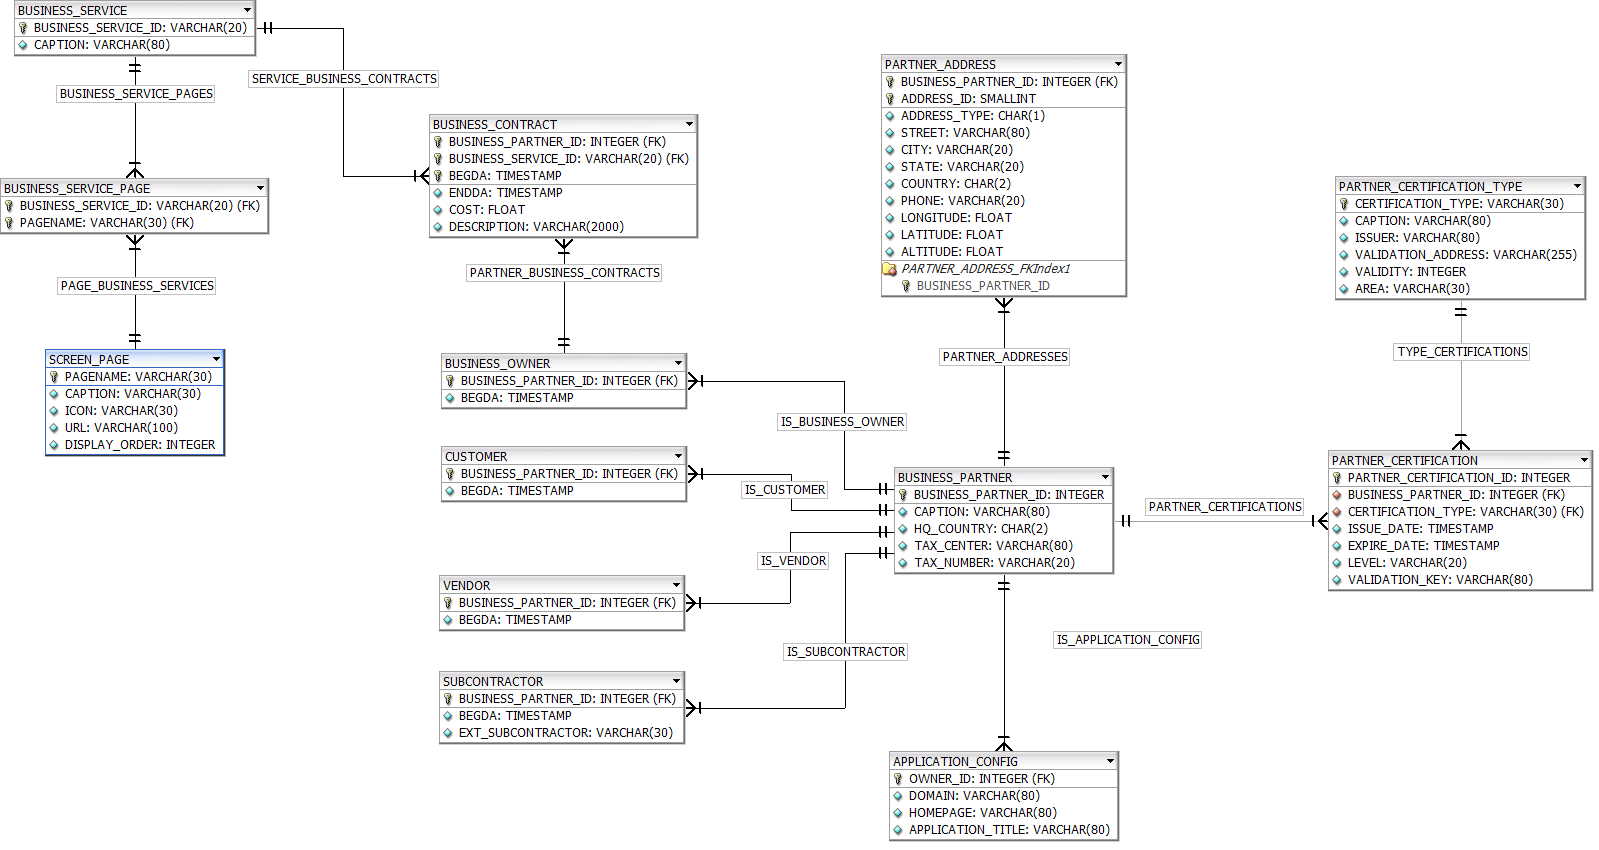 BUSINESS_SERVICE
BUSINESS_SERVICE_ID: VARCHAR(20)
CAPTION: VARCHAR(80)
BUSINESS_SERVICE_PAGES
SERVICE_BUSINESS_CONTRACTS
BUSINESS_SERVICE_PAGE
BUSINESS_SERVICE_ID: VARCHAR(20) (FK)
PAGENAME: VARCHAR(30) (FK)
PAGE_BUSINESS_SERVICES
SCREEN_PAGE
PAGENAME: VARCHAR(30)
CAPTION: VARCHAR(30)
ICON: VARCHAR(30)
URL: VARCHAR(100)
DISPLAY_ORDER: INTEGER
BUSINESS_CONTRACT
BUSINESS_PARTNER_ID: INTEGER (FK)
BUSINESS_SERVICE_ID: VARCHAR(20) (FK)
BEGDA: TIMESTAMP
ENDDA: TIMESTAMP
COST: FLOAT
DESCRIPTION: VARCHAR(2000)
PARTNER_BUSINESS_CONTRACTS
BUSINESS_OWNER
BUSINESS_PARTNER_ID: INTEGER (FK)
BEGDA: TIMESTAMP
IS_BUSINESS_OWNER
CUSTOMER
BUSINESS_PARTNER_ID: INTEGER (FK)
BEGDA: TIMESTAMP
IS_CUSTOMER
IS_VENDOR
VENDOR
BUSINESS_PARTNER_ID: INTEGER (FK)
BEGDA: TIMESTAMP
IS_SUBCONTRACTOR
SUBCONTRACTOR
BUSINESS_PARTNER_ID: INTEGER (FK)
BEGDA: TIMESTAMP
EXT_SUBCONTRACTOR: VARCHAR(30)
PARTNER_ADDRESS
BUSINESS_PARTNER_ID: INTEGER (FK)
ADDRESS_ID: SMALLINT
ADDRESS_TYPE: CHAR(1)
STREET: VARCHAR(80)
CITY: VARCHAR(20)
STATE: VARCHAR(20)
COUNTRY: CHAR(2)
PHONE: VARCHAR(20)
LONGITUDE: FLOAT
LATITUDE: FLOAT
ALTITUDE: FLOAT
PARTNER_ADDRESS_FKIndex1
BUSINESS_PARTNER_ID
PARTNER_ADDRESSES
BUSINESS_PARTNER
BUSINESS_PARTNER_ID: INTEGER
CAPTION: VARCHAR(80)
HQ_COUNTRY: CHAR(2)
TAX_CENTER: VARCHAR(80)
TAX_NUMBER: VARCHAR(20)
IS_APPLICATION_CONFIG
APPLICATION_CONFIG
OWNER_ID: INTEGER (FK)
DOMAIN: VARCHAR(80)
HOMEPAGE: VARCHAR(80)
APPLICATION_TITLE: VARCHAR(80)
PARTNER_CERTIFICATION_TYPE
CERTIFICATION_TYPE: VARCHAR(30)
CAPTION: VARCHAR(80)
ISSUER: VARCHAR(80)
VALIDATION_ADDRESS: VARCHAR(255)
VALIDITY: INTEGER
AREA: VARCHAR(30)
TYPE_CERTIFICATIONS
PARTNER_CERTIFICATIONS
PARTNER_CERTIFICATION
PARTNER_CERTIFICATION_ID: INTEGER
BUSINESS_PARTNER_ID: INTEGER (FK)
CERTIFICATION_TYPE: VARCHAR(30) (FK)
ISSUE_DATE: TIMESTAMP
EXPIRE_DATE: TIMESTAMP
LEVEL: VARCHAR(20)
VALIDATION_KEY: VARCHAR(80)